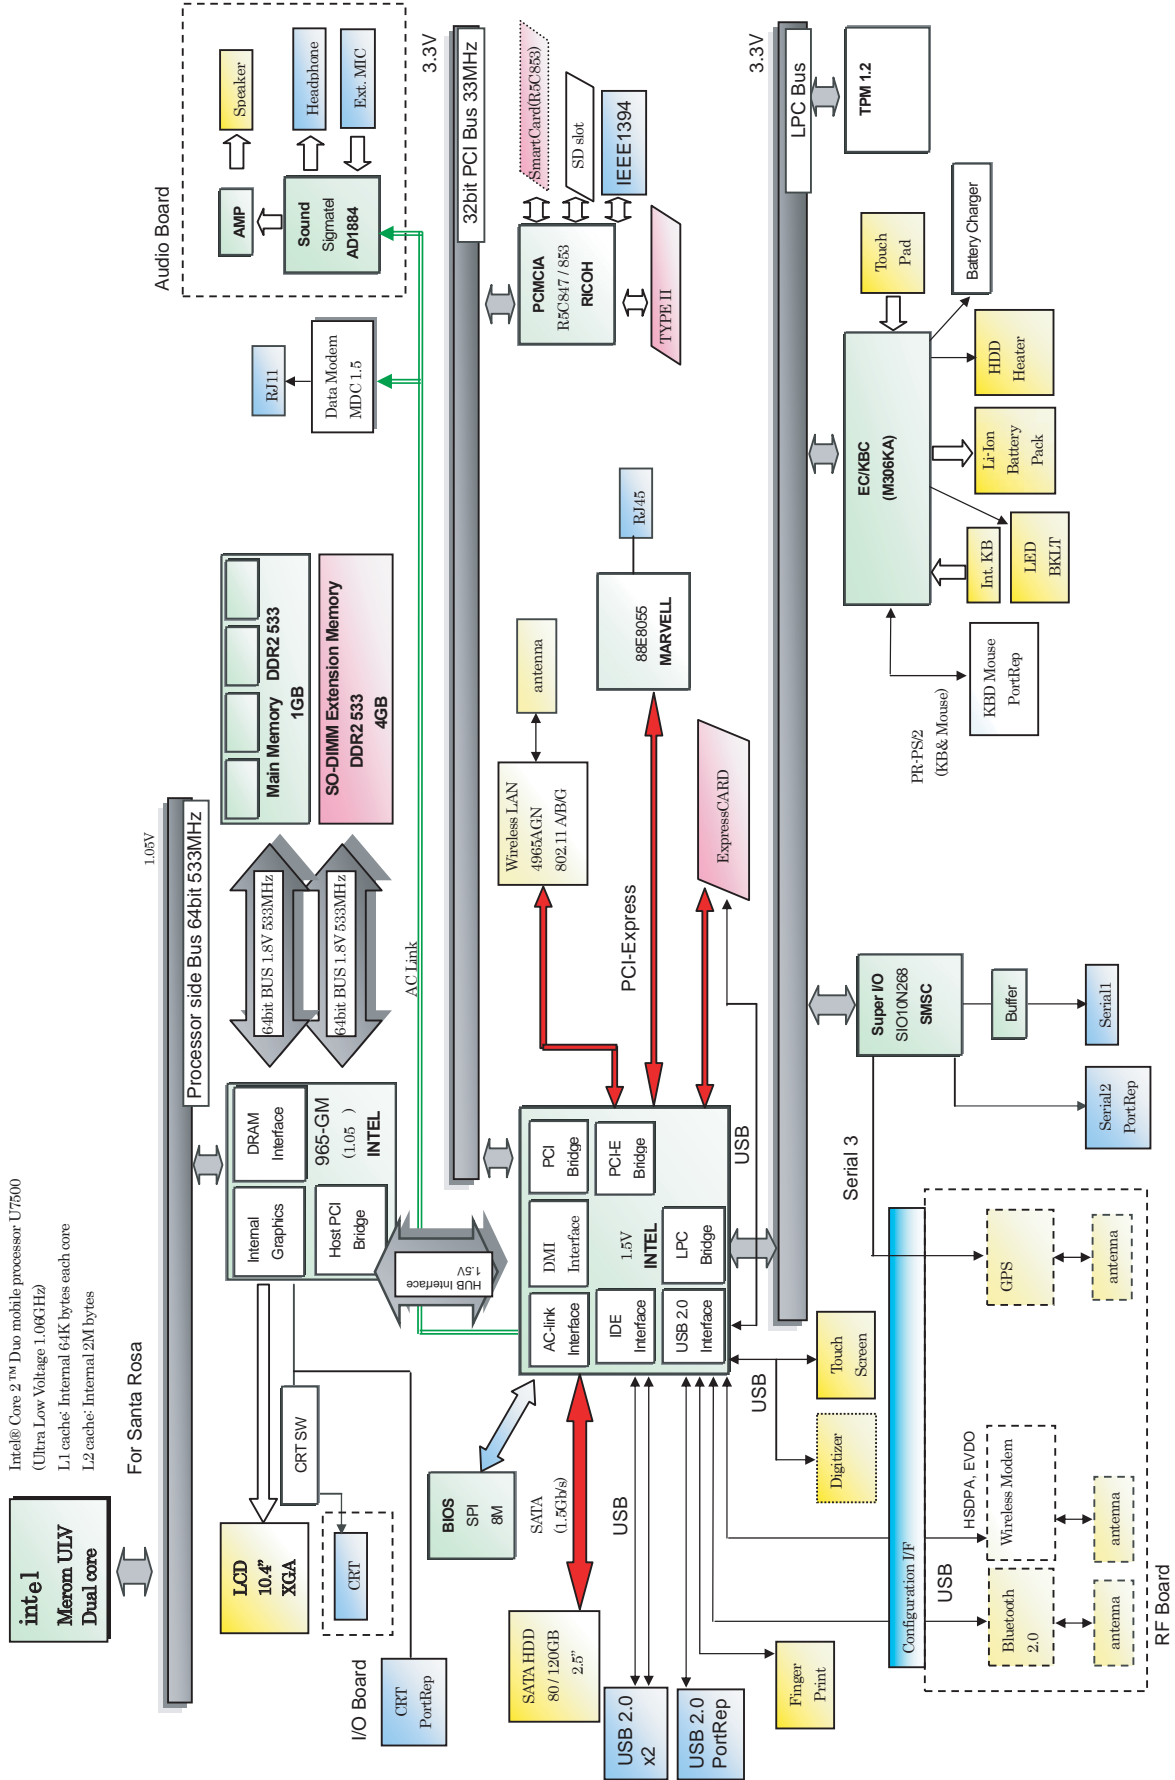 intel
Merom ULV
Dual core
Intel® Core 2 ™ Duo mobile processor U7500
(Ultra Low Voltage 1.06GHz)
L1 cache: Internal 64K bytes each core
L2 cache: Internal 2M bytes
For Santa Rosa
1.05V
Processor side Bus 64bit 533MHz
LCD
10.4"
XGA
CRT SW
CRT
I/O Board
CRT
PortRep
Internal
Graphics
DRAM
Interface
Host PCI
Bridge
965-GM
(1.05 )
INTEL
64bit BUS 1.8V 533MHz
64bit BUS 1.8V 533MHz
Main Memory DDR2 533
1GB
SO-DIMM Extension Memory
DDR2 533
4GB
Audio Board
Speaker
Headphone
Ext. MIC
AMP
Sound
Sigmatel
AD1884
RJ11
Data Modem
MDC 1.5
AC Link
HUB Interface
1.5V
3.3V
32bit PCI Bus 33MHz
BIOS
SPI
8M
SATA
(1.5Gb/s)
SATA HDD
80 / 120GB
2.5"
USB
USB 2.0
x2
USB 2.0
PortRep
Finger
Print
AC-link
Interface
DMI
Interface
PCI
Bridge
IDE
Interface
1.5V
INTEL
PCI-E
Bridge
USB 2.0
Interface
LPC
Bridge
Wireless LAN
4965AGN
802.11 A/B/G
antenna
88E8055
MARVELL
RJ45
PCI-Express
ExpressCARD
USB
PCMCIA
R5C847 / 853
RICOH
SmartCard(R5C853)
SD slot
IEEE1394
TYPE II
3.3V
LPC Bus
USB
Digitizer
Touch
Screen
Serial 3
Super I/O
SIO10N268
SMSC
Buffer
Serial1
Serial2
PortRep
EC/KBC
(M306KA)
TPM 1.2
PR-PS/2
(KB& Mouse)
KBD Mouse
PortRep
Int. KB
LED
BKLT
Li-Ion
Battery
Pack
HDD
Heater
Battery Charger
Touch
Pad
Configuration I/F
USB
HSDPA, EVDO
Bluetooth
2.0
Wireless Modem
GPS
antenna
antenna
antenna
RF Board